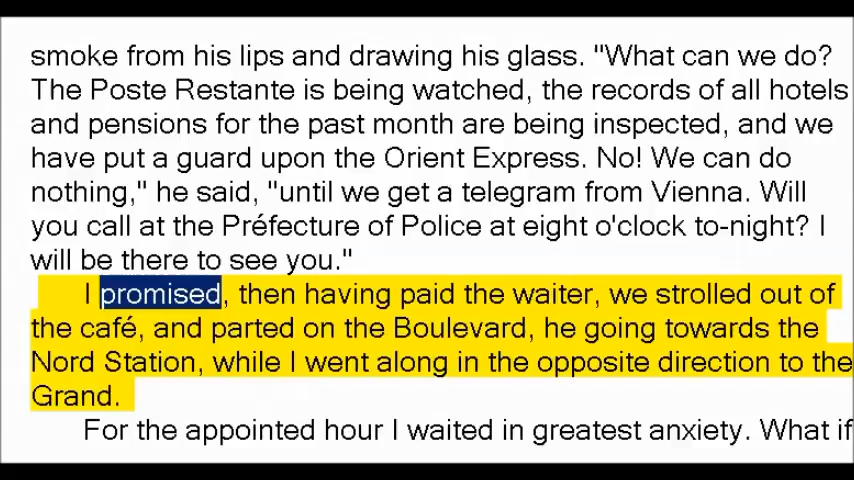 smoke from his lips and drawing his glass. "What can we do?
The Poste Restante is being watched, the records of all hotels
and pensions for the past month are being inspected, and we
have put a guard upon the Orient Express. No! We can do
nothing," he said, "until we get a telegram from Vienna. Will
you call at the Préfecture of Police at eight o'clock to-night? I
will be there to see you."
I promised, then having paid the waiter, we strolled out of
the café, and parted on the Boulevard, he going towards the
Nord Station, while I went along in the opposite direction to the
Grand.
For the appointed hour I waited in greatest anxiety. What if